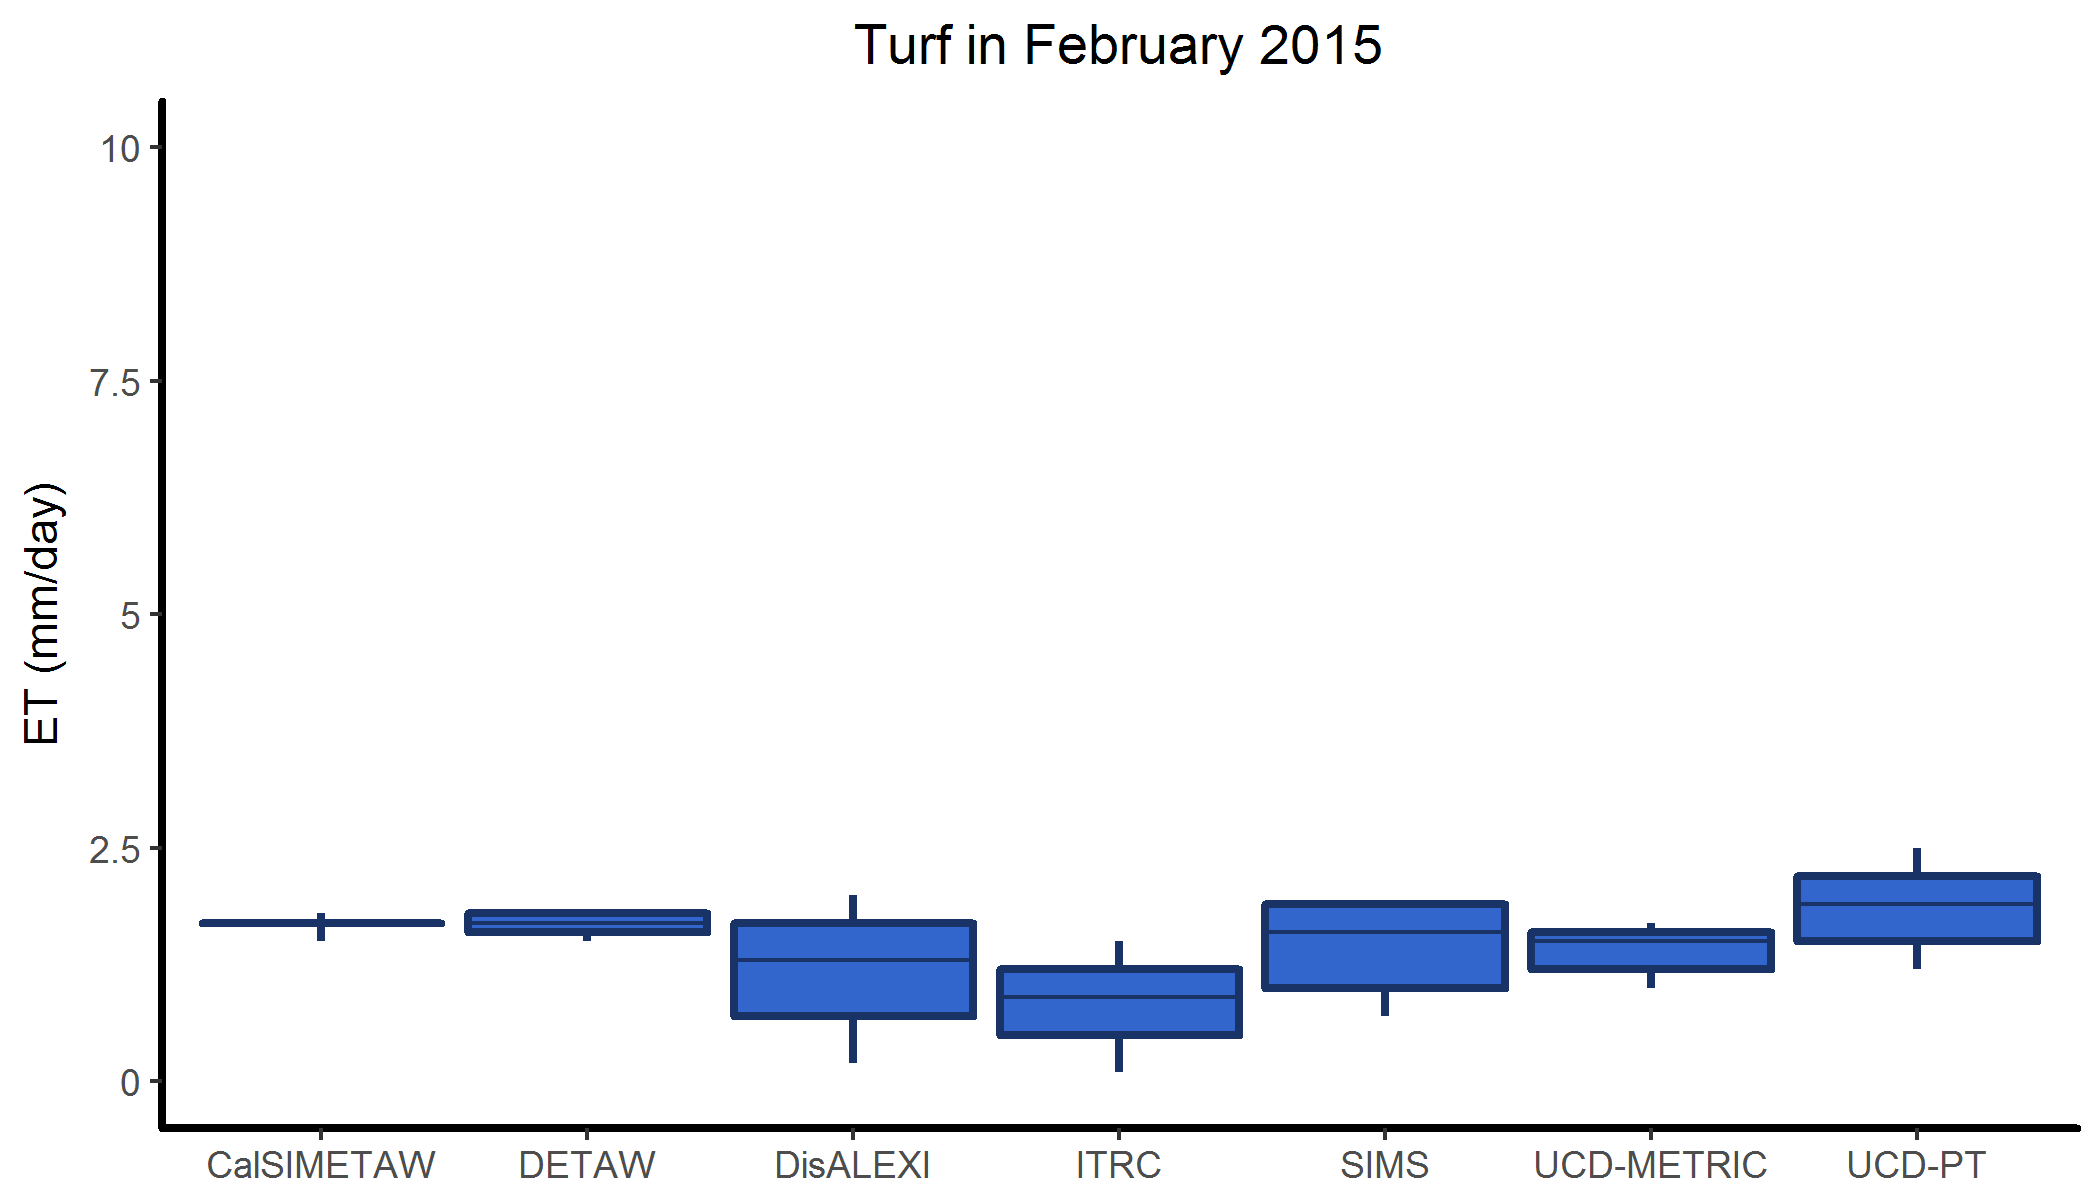 Turf in February 2015
ET (mm/day)
10
7.5
5
2.5
0
CalSIMETAW DETAW DisALEXI ITRC SIMS UCD-METRIC UCD-PT